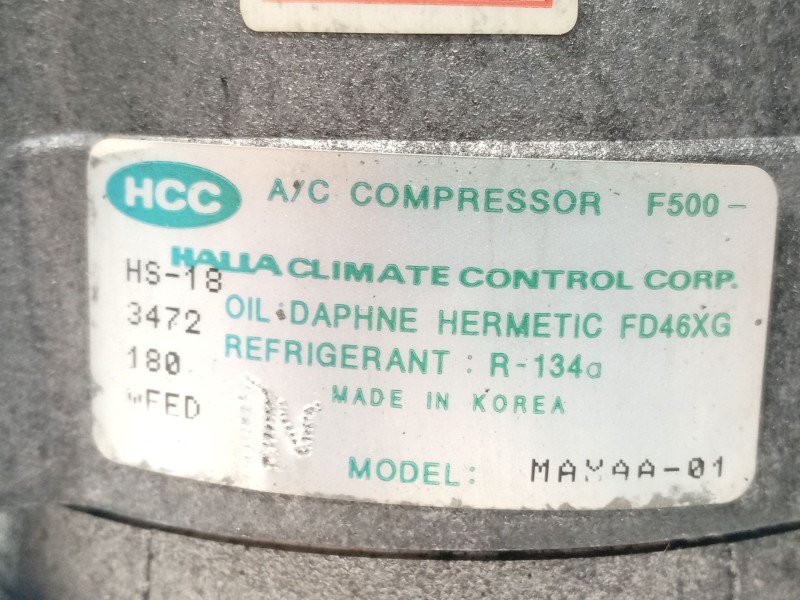 HCC A/C COMPRESSOR F500-
HALLA CLIMATE CONTROL CORP.
HS-18
OIL:DAPHNE HERMETIC FD46XG
3472
REFRIGERANT: R-134a
180
MADE IN KOREA
MODEL: